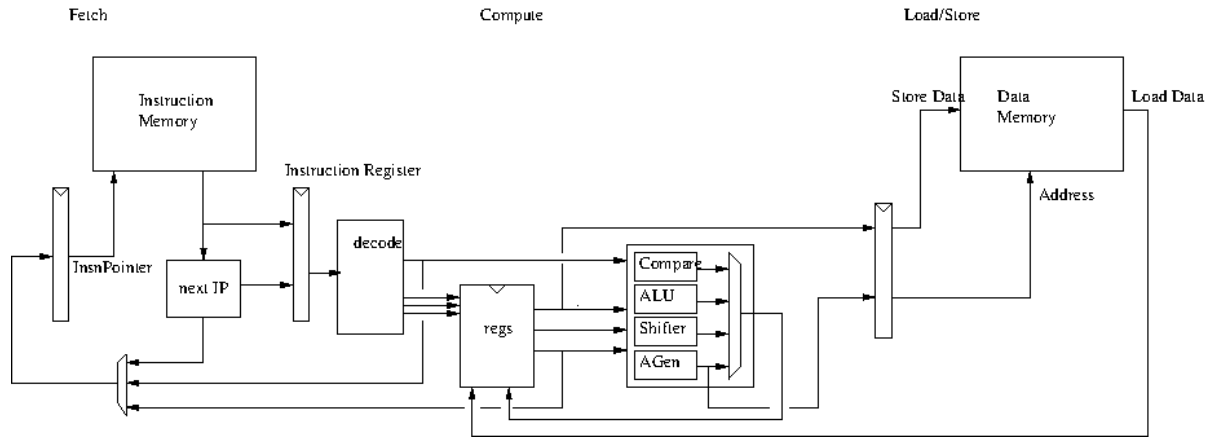 Fetch
Compute
Load/Store
Instruction
Memory
Store Data
Data
Memory
Load Data
Instruction Register
Address
InsnPointer
decode
next IP
regs
Compare
ALU
Shifter
AGen